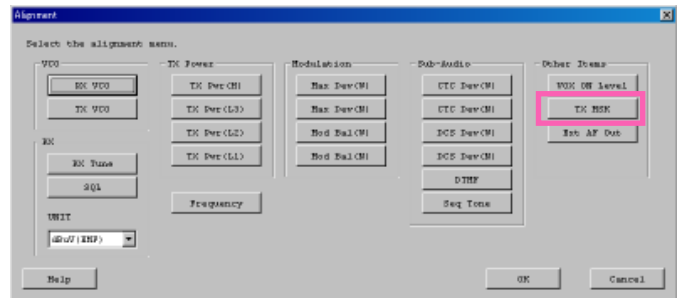 Alignment
Select the alignment menu.
VCO
RX VCO
TX VCO
RX
RX Tune
SQL
UNIT
dBuV(EMF)
TX Power
TX Pwr(H)
TX Pwr(L3)
TX Pwr(L2)
TX Pwr(L1)
Frequency
Modulation
Max Dev(W)
Max Dev(N)
Mod Bal(W)
Mod Bal(N)
Sub-Audio
CTC Dev(W)
CTC Dev(N)
DCS Dev(W)
DCS Dev(N)
DTMF
Seq Tone
Other Items
VOX ON Level
TX MSK
Ext AF Out
Help
OK
Cancel